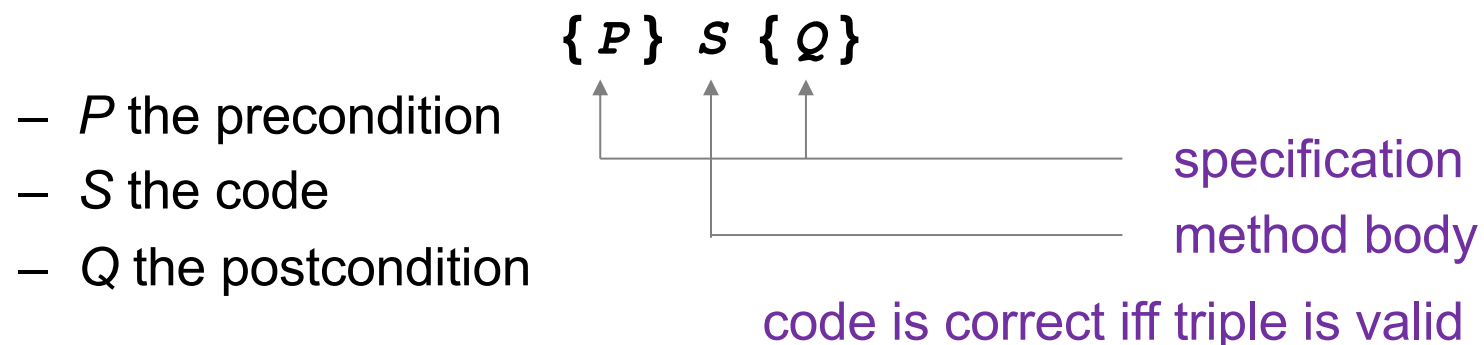 { P } S { Q }
– P the precondition
– S the code
– Q the postcondition
specification
method body
code is correct iff triple is valid